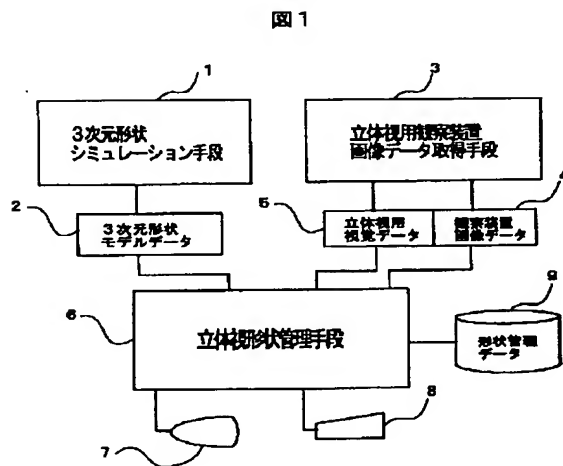 図1
1
3
3次元形状
シミュレーション手段
立体視用観察装置
画像データ取得手段
4
2
3次元形状
モデルデータ
5
立体視用
視覚データ
観察装置
画像データ
6
立体視形状管理手段
9
形状管理
データ
7
8